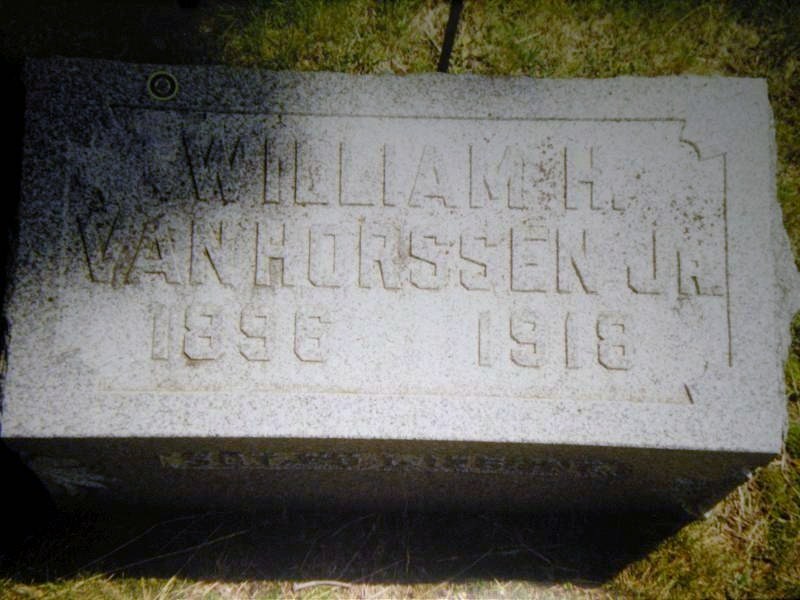 WILLIAM H.
VAN HORSSEN JR.
1896 1918